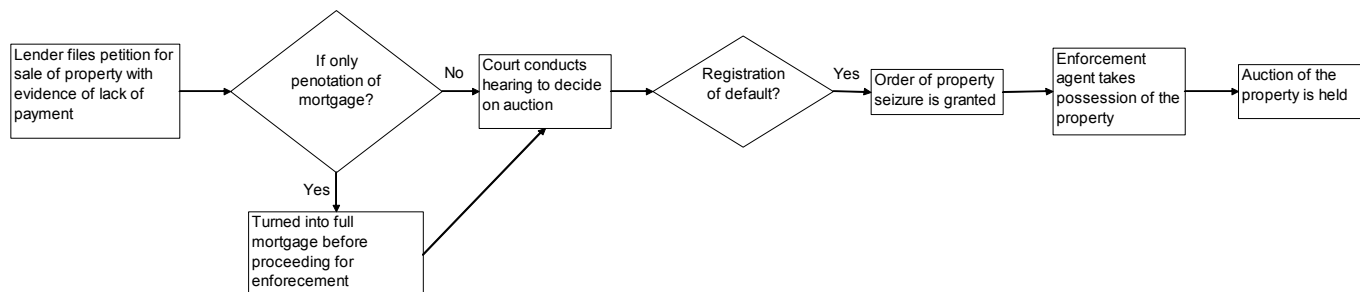 Lender files petition for
sale of property with
evidence of lack of
payment
If only
penotation of
mortgage?
No
Yes
Turned into full
mortgage before
proceeding for
enforecement
Court conducts
hearing to decide
on auction
Registration
of default?
Yes
Order of property
seizure is granted
Enforcement
agent takes
possession of the
property
Auction of the
property is held